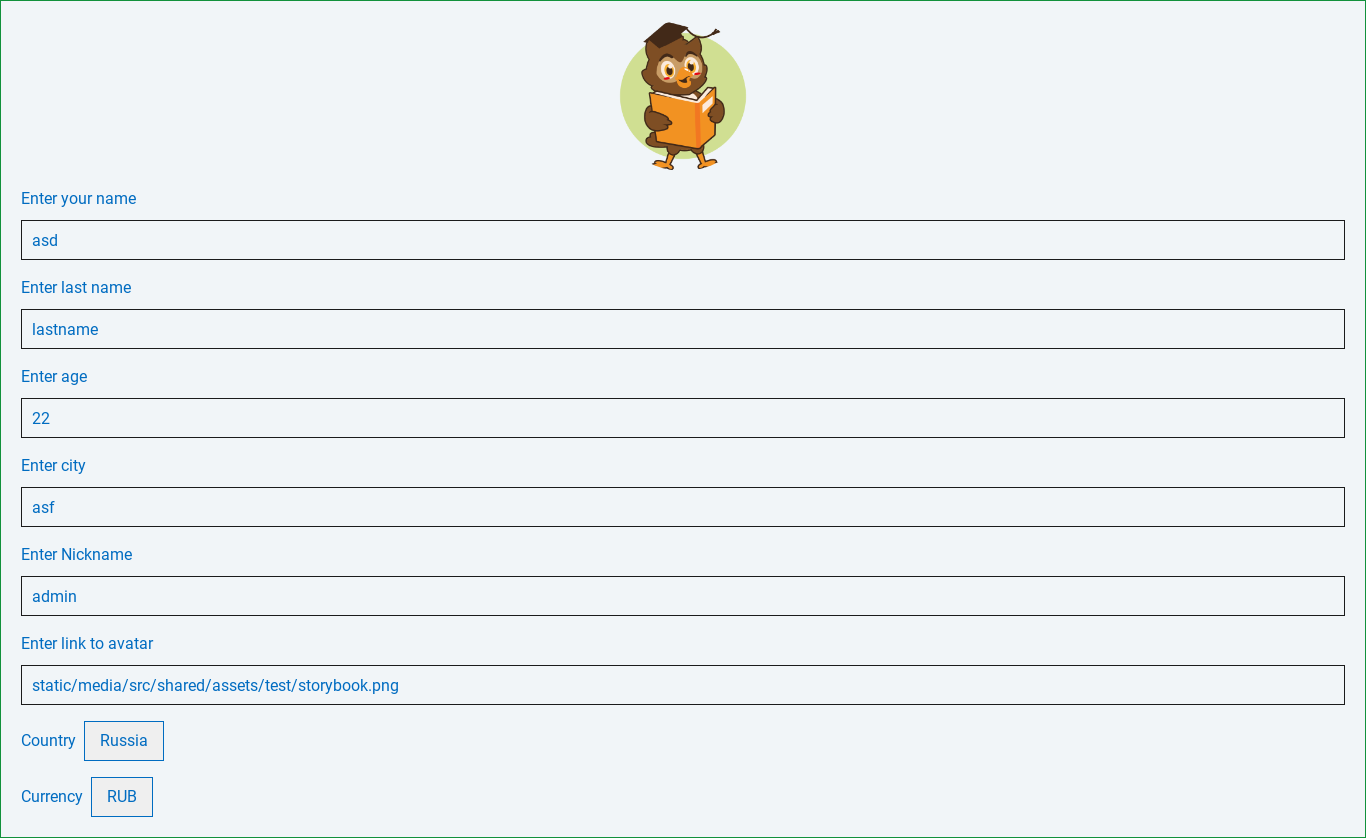 Enter your name
asd
Enter last name
lastname
Enter age
22
Enter city
asf
Enter Nickname
admin
Enter link to avatar
static/media/src/shared/assets/test/storybook.png
Country Russia
Currency RUB